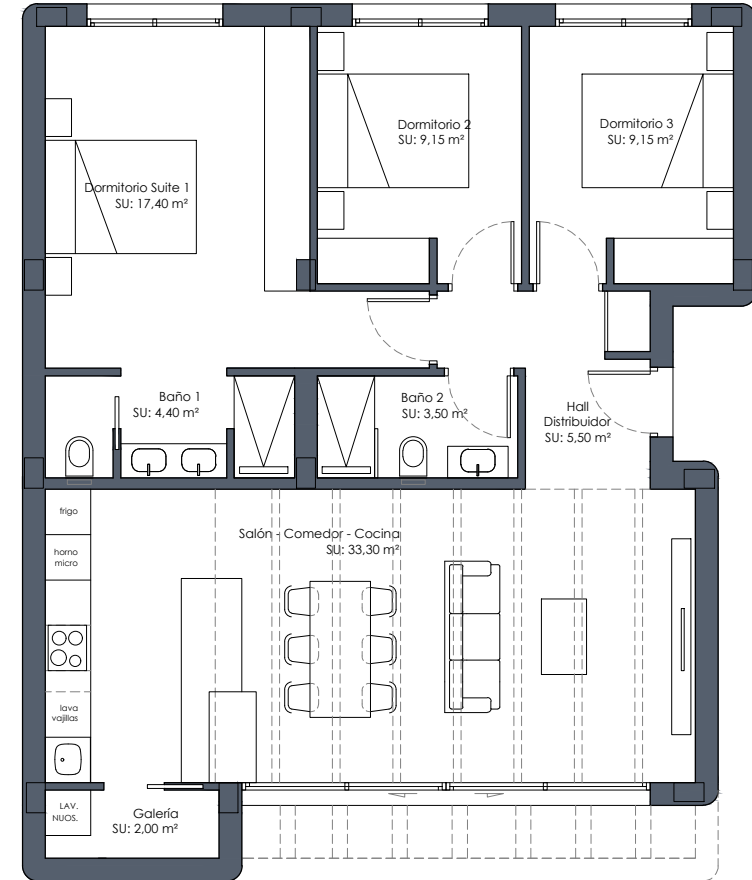 Dormitorio 2
SU: 9,15 m²
Dormitorio 3
SU: 9,15 m²
Dormitorio Suite 1
SU: 17,40 m²
Baño 1
SU: 4,40 m²
Baño 2
SU: 3,50 m²
Hall
Distribuidor
SU: 5,50 m²
frigo
horno
micro
Salón - Comedor - Cocina
SU: 33,30 m²
lava
vajillas
LAV.
NUOS.
Galería
SU: 2,00 m²